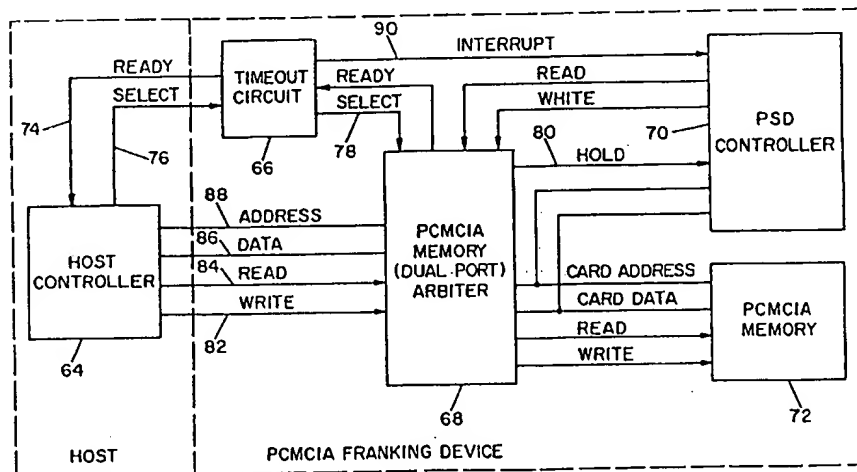 90
INTERRUPT
READY
TIMEOUT
CIRCUIT
READY
READ
SELECT
SELECT
WHITE
74
76
66
78
80
70
PSD
CONTROLLER
HOLD
88
ADDRESS
86
DATA
84
READ
WRITE
82
HOST
CONTROLLER
64
PCMCIA
MEMORY
(DUAL PORT)
ARBITER
68
CARD ADDRESS
CARD DATA
READ
WRITE
PCMCIA
MEMORY
72
HOST
PCMCIA FRANKING DEVICE